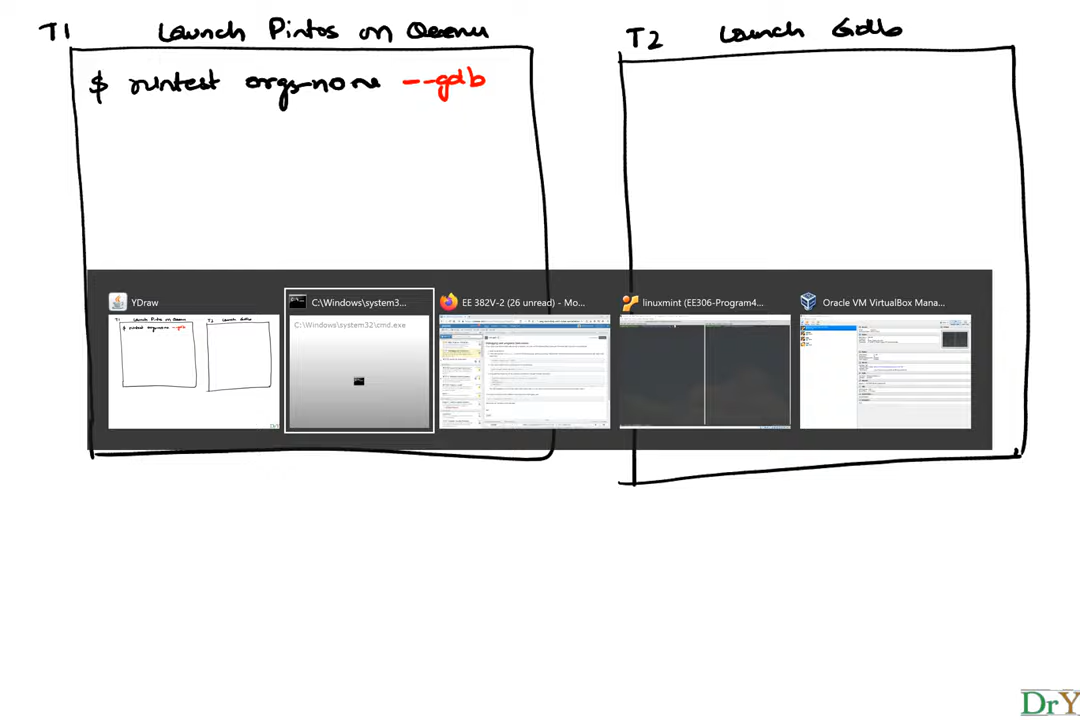 T1 Launch Pintos on Qeemu
T2 Launch Gdb
$ runtest args-none --gdb
YDraw
C:\Windows\system3...
EE 382V-2 (26 unread) - Mo...
linuxmint (EE306-Program4...
Oracle VM VirtualBox Mana...
C:\Windows\system32\cmd.exe
DrY